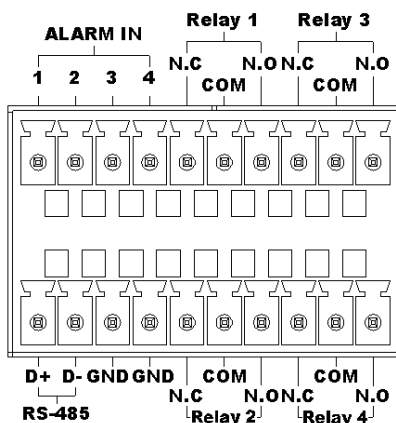 Relay 1 Relay 3
ALARM IN
N.C N.O N.C N.O
1 2 3 4 COM COM
D+ D- GND GND COM COM
N.C N.O N.C N.O
RS-485 Relay 2 Relay 4